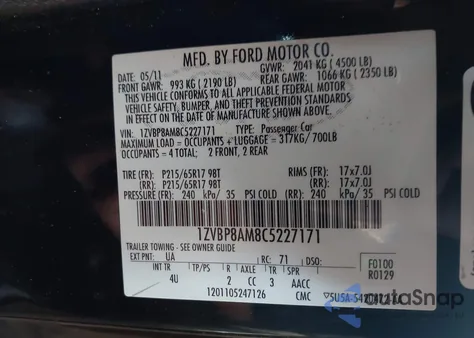 MFD. BY FORD MOTOR CO.
DATE: 05/11 GVWR: 2041 KG ( 4500 LB)
FRONT GAWR: 993 KG ( 2190 LB) REAR GAWR: 1066 KG ( 2350 LB)
THIS VEHICLE CONFORMS TO ALL APPLICABLE FEDERAL MOTOR
VEHICLE SAFETY, BUMPER, AND THEFT PREVENTION STANDARDS
IN EFFECT ON THE DATE OF MANUFACTURE SHOWN ABOVE.
VIN: 1ZVBP8AM8C5227171 TYPE: Passenger Car
MAXIMUM LOAD = OCCUPANTS + LUGGAGE = 317KG / 700LB
OCCUPANTS = 4 TOTAL: 2 FRONT, 2 REAR
TIRE (FR): P215/65R17 98T RIMS (FR): 17x7.0J
(RR): P215/65R17 98T (RR): 17x7.0J
PRESSURE (FR): 240 kPa/ 35 PSI COLD (RR): 240 kPa/ 35 PSI COLD
1ZVBP8AM8C5227171
TRAILER TOWING - SEE OWNER GUIDE
EXT PNT: UA RC: 71 DSO: F0100
R0129
INT TR TP/PS R AXLE TR SPR
4U 2 CC 3 AACC
1201105247126 CMC
autoSnap